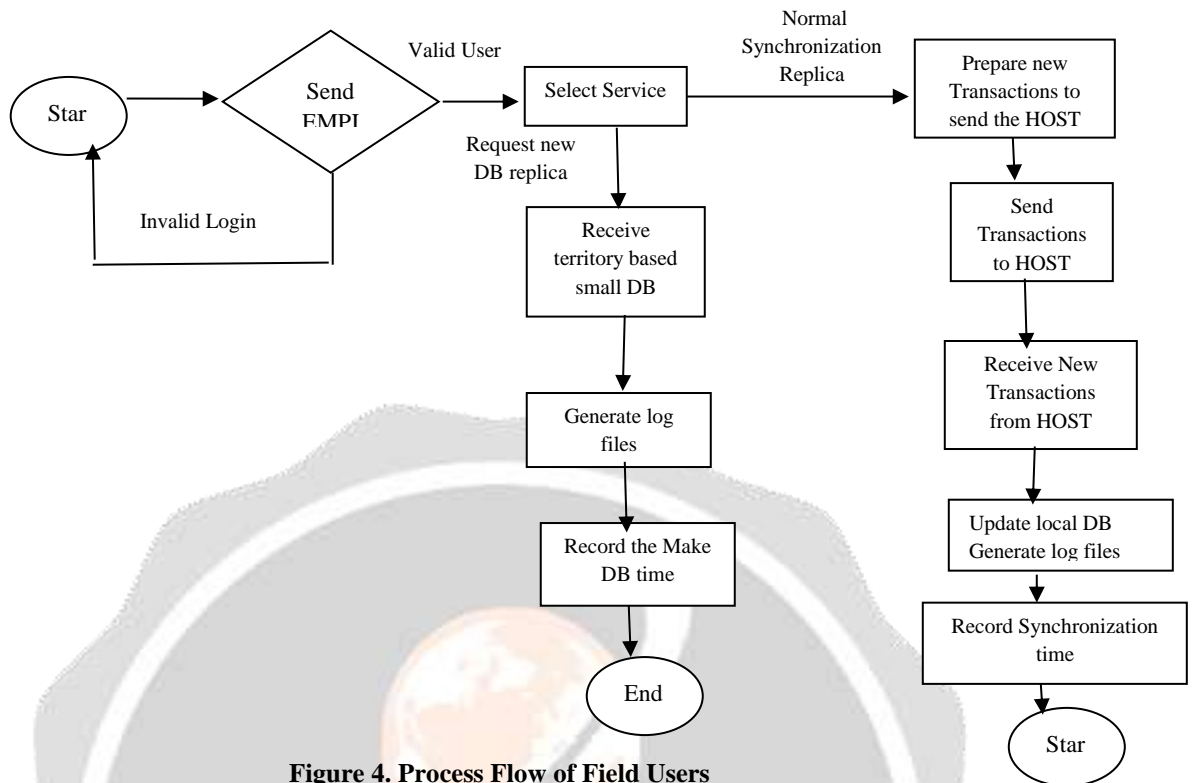 Star
Send
EMPI
Valid User
Invalid Login
Select Service
Request new
DB replica
Normal
Synchronization
Replica
Receive
territory based
small DB
Generate log
files
Record the Make
DB time
End
Prepare new
Transactions to
send the HOST
Send
Transactions
to HOST
Receive New
Transactions
from HOST
Update local DB
Generate log files
Record Synchronization
time
Star
Figure 4. Process Flow of Field Users